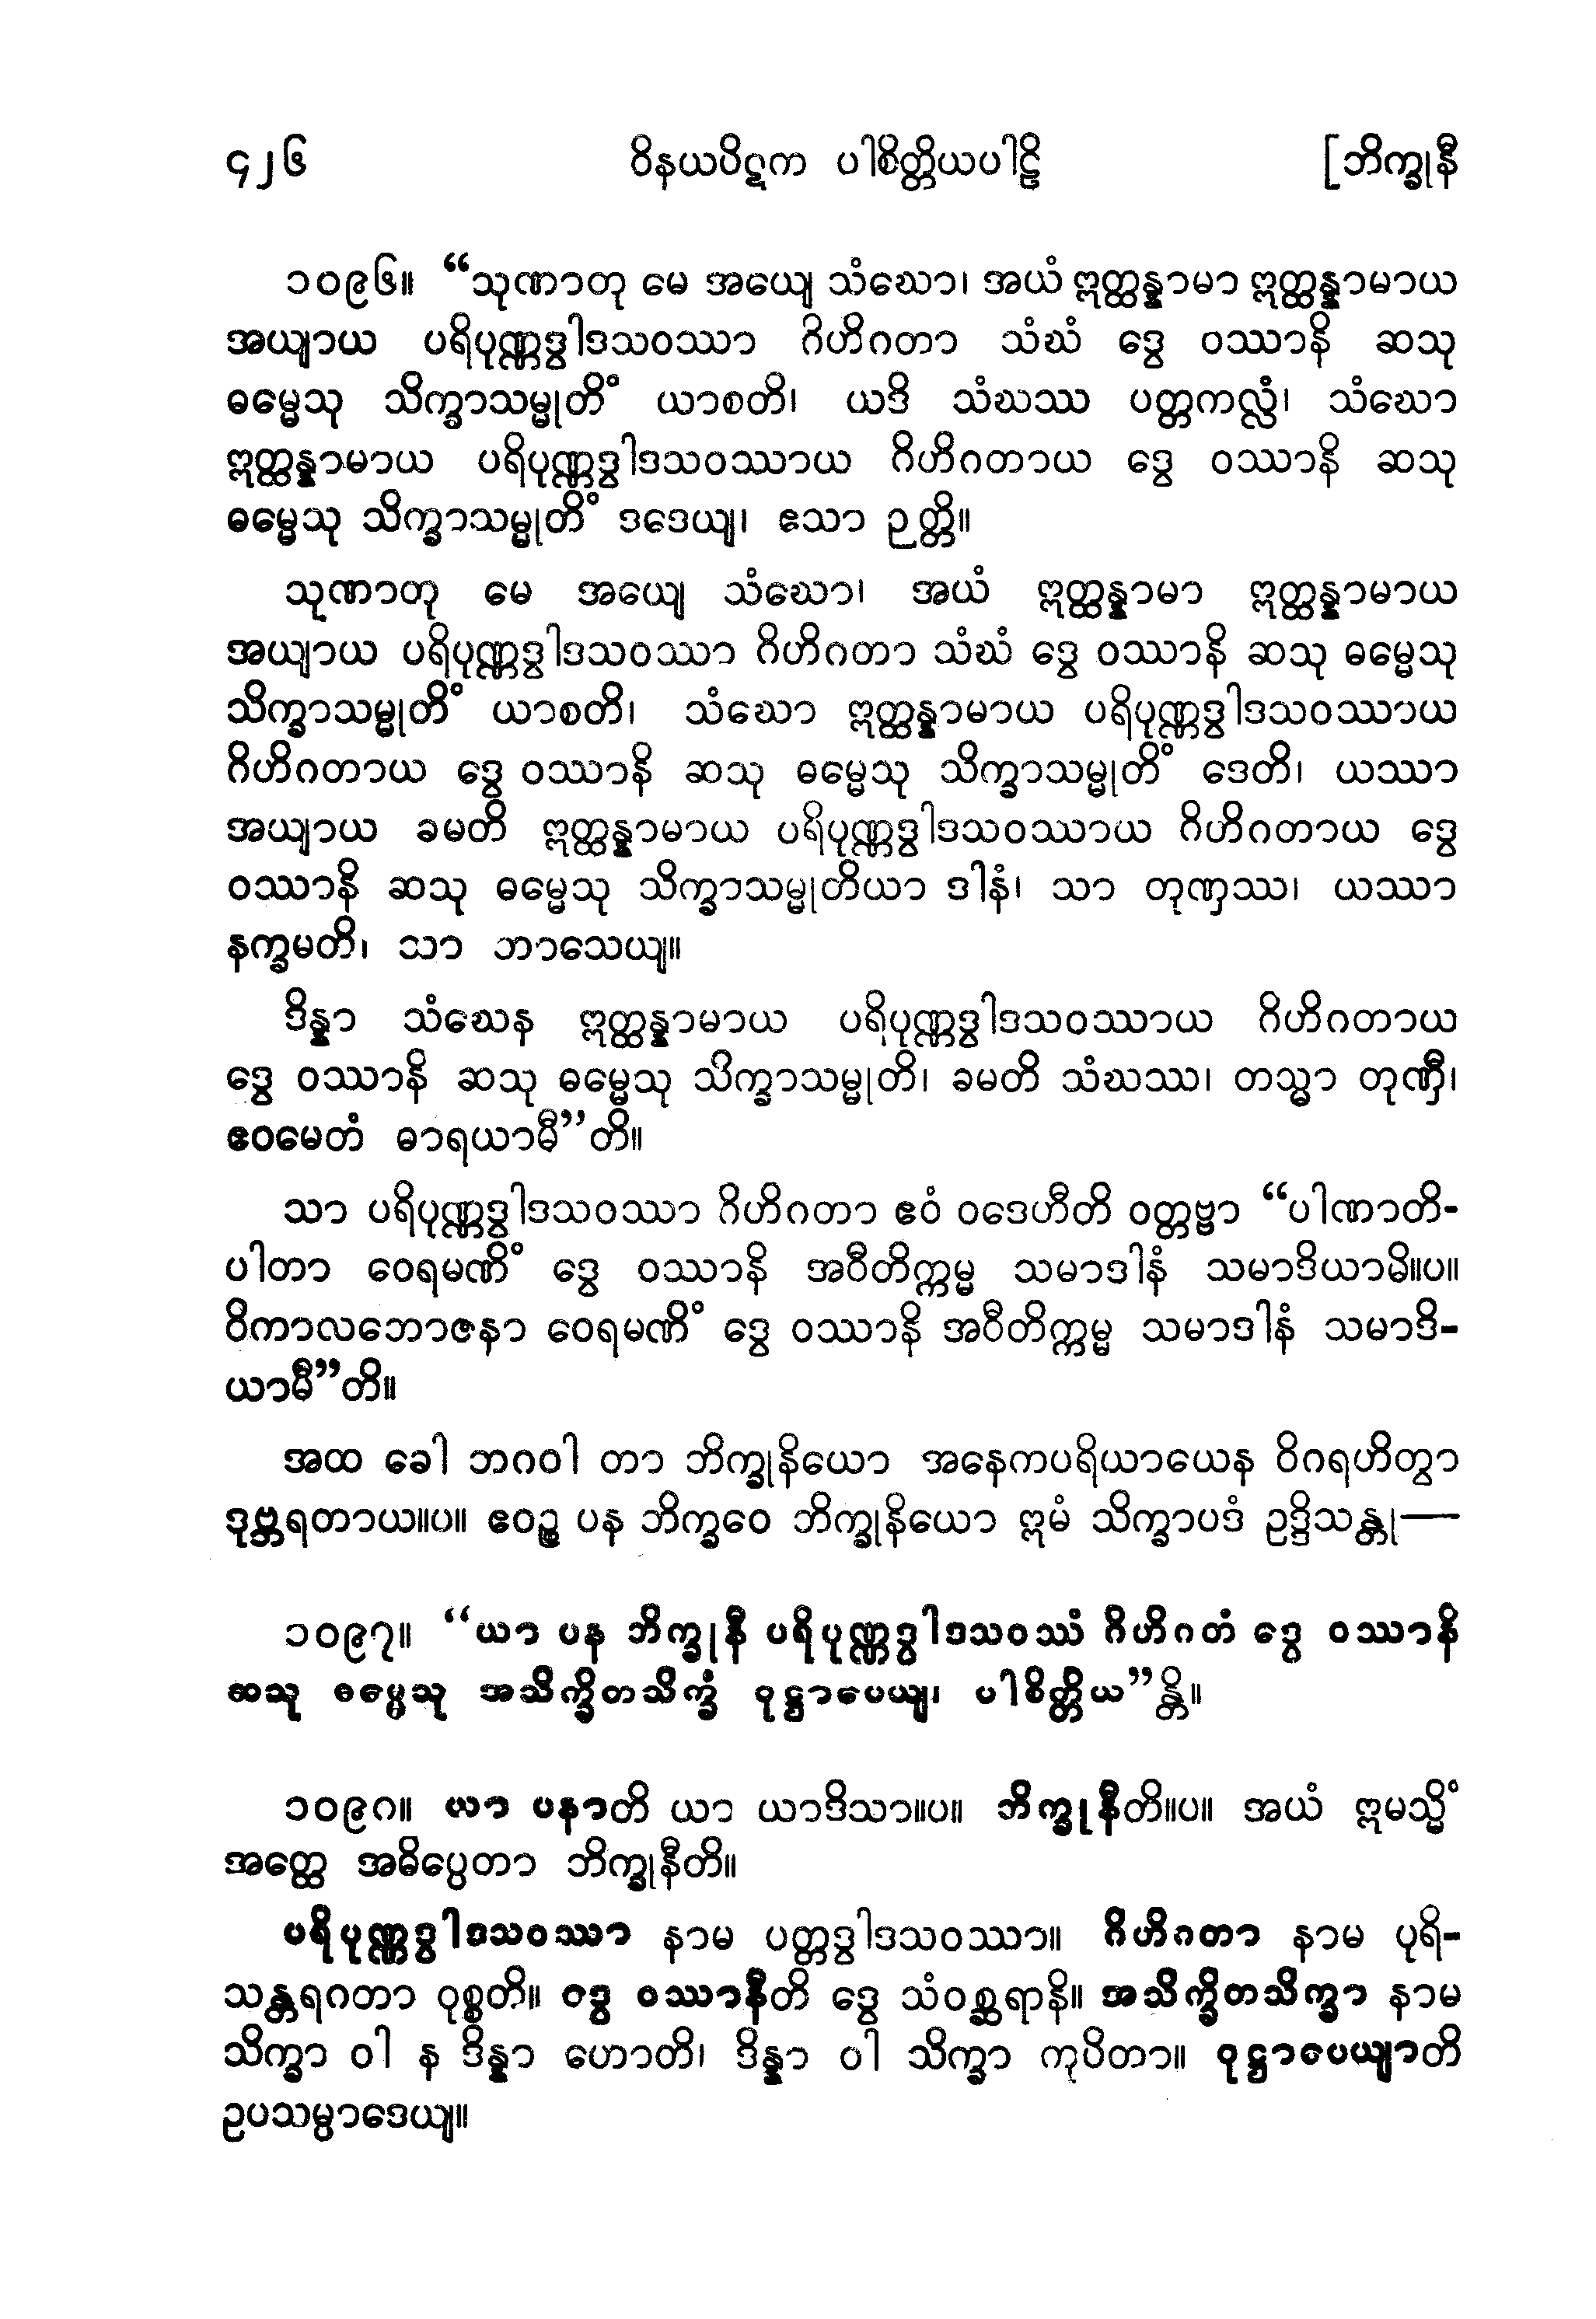 ၄၂၆ ဝိနယပိဋက ပါစိတ္တိယပါဠိ [ဘိက္ခုနီ
၁၀၉၆။ “သုဏာတု မေ အယျေ သံဃော၊ အယံ ဣတ္ထန္နာမာ ဣတ္ထန္နာမာယ
အယျာယ ပရိပုဏ္ဏဒွါဒသဝဿာ ဂိဟိဂတာ သံဃံ ဒွေ ဝဿာနိ ဆသု
ဓမ္မေသု သိက္ခာသမ္မုတိံ ယာစတိ၊ ယဒိ သံဃဿ ပတ္တကလ္လံ၊ သံဃော
ဣတ္ထန္နာမာယ ပရိပုဏ္ဏဒွါဒသဝဿာယ ဂိဟိဂတာယ ဒွေ ဝဿာနိ ဆသု
ဓမ္မေသု သိက္ခာသမ္မုတိံ ဒဒေယျ၊ ဧသာ ဉတ္တိ။
သုဏာတု မေ အယျေ သံဃော၊ အယံ ဣတ္ထန္နာမာ ဣတ္ထန္နာမာယ
အယျာယ ပရိပုဏ္ဏဒွါဒသဝဿာ ဂိဟိဂတာ သံဃံ ဒွေ ဝဿာနိ ဆသု ဓမ္မေသု
သိက္ခာသမ္မုတိံ ယာစတိ၊ သံဃော ဣတ္ထန္နာမာယ ပရိပုဏ္ဏဒွါဒသဝဿာယ
ဂိဟိဂတာယ ဒွေ ဝဿာနိ ဆသု ဓမ္မေသု သိက္ခာသမ္မုတိံ ဒေတိ၊ ယဿာ
အယျာယ ခမတိ ဣတ္ထန္နာမာယ ပရိပုဏ္ဏဒွါဒသဝဿာယ ဂိဟိဂတာယ ဒွေ
ဝဿာနိ ဆသု ဓမ္မေသု သိက္ခာသမ္မုတိယာ ဒါနံ၊ သာ တုဏှဿ၊ ယဿာ
နက္ခမတိ၊ သာ ဘာသေယျ။
ဒိန္နာ သံဃေန ဣတ္ထန္နာမာယ ပရိပုဏ္ဏဒွါဒသဝဿာယ ဂိဟိဂတာယ
ဒွေ ဝဿာနိ ဆသု ဓမ္မေသု သိက္ခာသမ္မုတိ၊ ခမတိ သံဃဿ၊ တသ္မာ တုဏှီ၊
ဧဝမေတံ ဓာရယာမီ”တိ။
သာ ပရိပုဏ္ဏဒွါဒသဝဿာ ဂိဟိဂတာ ဧဝံ ဝဒေဟီတိ ဝတ္တဗ္ဗာ “ပါဏာတိ-
ပါတာ ဝေရမဏိံ ဒွေ ဝဿာနိ အဝီတိက္ကမ္မ သမာဒါနံ သမာဒိယာမိ။ပ။
ဝိကာလဘောဇနာ ဝေရမဏိံ ဒွေ ဝဿာနိ အဝီတိက္ကမ္မ သမာဒါနံ သမာဒိ-
ယာမီ”တိ။
အထ ခေါ ဘဂဝါ တာ ဘိက္ခုနိယော အနေကပရိယာယေန ဝိဂရဟိတွာ
ဒုဗ္ဘရတာယ။ပ။ ဧဝဉ္စ ပန ဘိက္ခဝေ ဘိက္ခုနိယော ဣမံ သိက္ခာပဒံ ဥဒ္ဒိသန္တု—
၁၀၉၇။ “ယာ ပန ဘိက္ခုနီ ပရိပုဏ္ဏဒွါဒသဝဿံ ဂိဟိဂတံ ဒွေ ဝဿာနိ
ဆသု ဓမ္မေသု အသိက္ခိတသိက္ခံ ဝုဋ္ဌာပေယျ၊ ပါစိတ္တိယ”န္တိ။
၁၀၉၈။ ယာ ပနာတိ ယာ ယာဒိသာ။ပ။ ဘိက္ခုနီတိ။ပ။ အယံ ဣမသ္မိံ
အတ္ထေ အဓိပ္ပေတာ ဘိက္ခုနီတိ။
ပရိပုဏ္ဏဒွါဒသဝဿာ နာမ ပတ္တဒွါဒသဝဿာ။ ဂိဟိဂတာ နာမ ပုရိ-
သန္တရဂတာ ဝုစ္စတိ။ ဒွေ ဝဿာနီတိ ဒွေ သံဝစ္ဆရာနိ။ အသိက္ခိတသိက္ခာ နာမ
သိက္ခာ ဝါ န ဒိန္နာ ဟောတိ၊ ဒိန္နာ ဝါ သိက္ခာ ကုပိတာ။ ဝုဋ္ဌာပေယျာတိ
ဥပသမ္ပာဒေယျ။